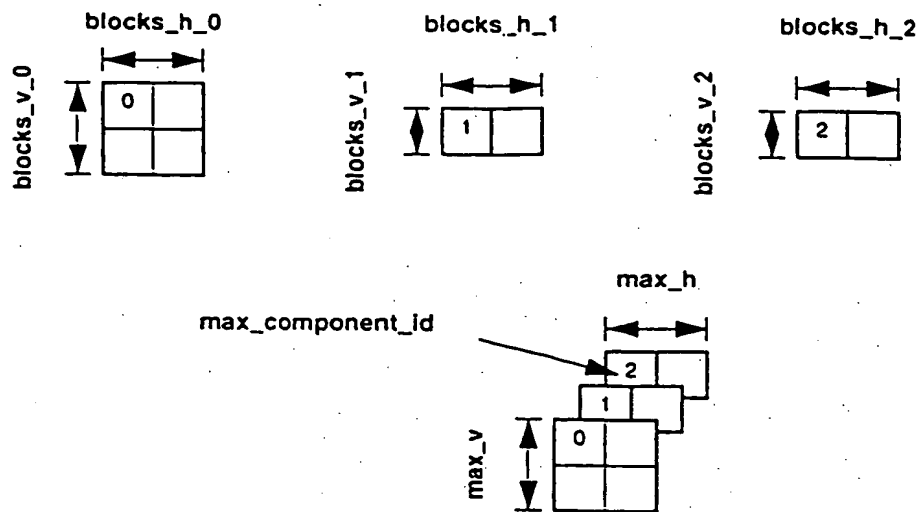 blocks_h_0
blocks_h_1
blocks_h_2
blocks_v_0
0
blocks_v_1
1
blocks_v_2
2
max_h
max_component_id
2
1
max_v
0